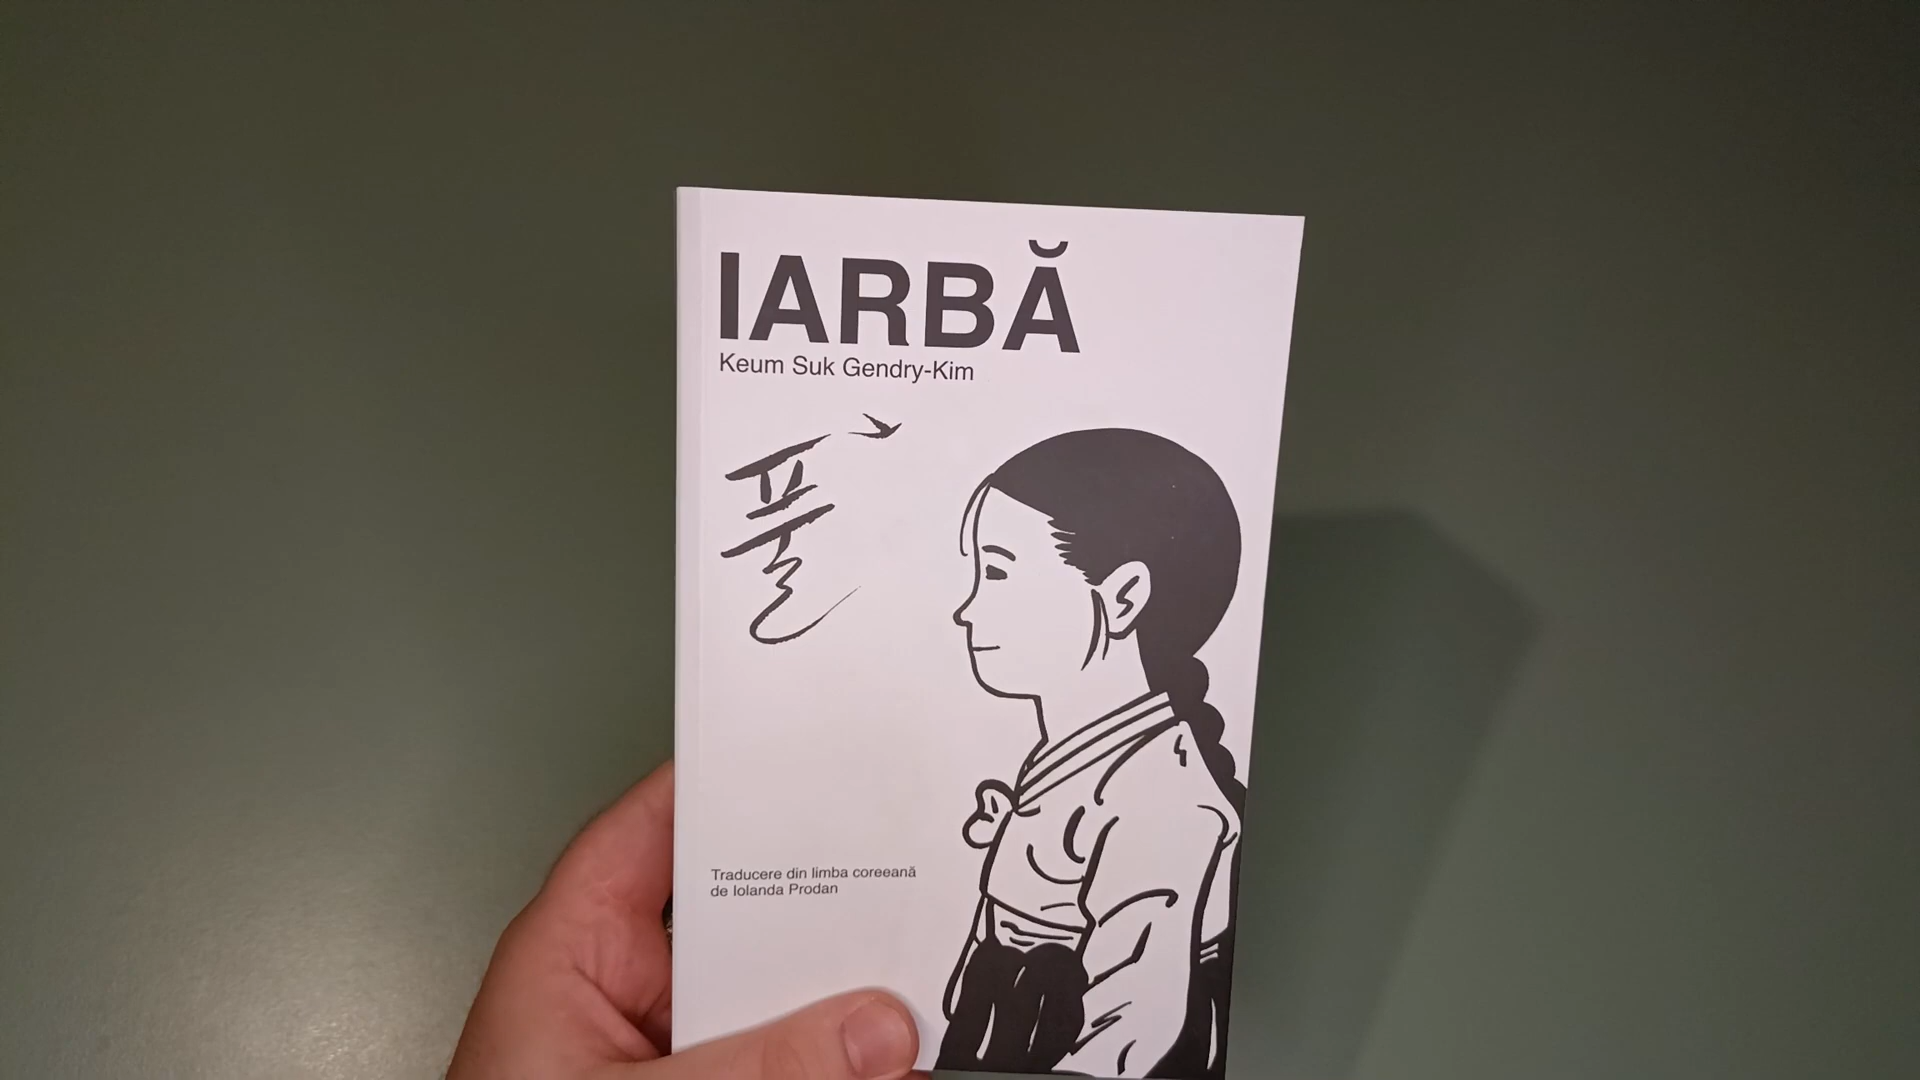 IARBĂ
Keum Suk Gendry-Kim
풀
Traducere din limba coreeană
de Iolanda Prodan